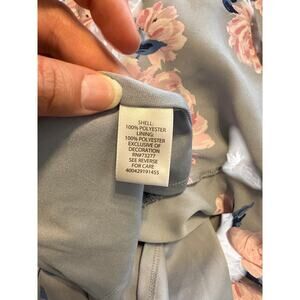 SHELL:
100% POLYESTER
LINING:
100% POLYESTER
EXCLUSIVE OF
DECORATION
RN#73277
SEE REVERSE
FOR CARE
400429191455